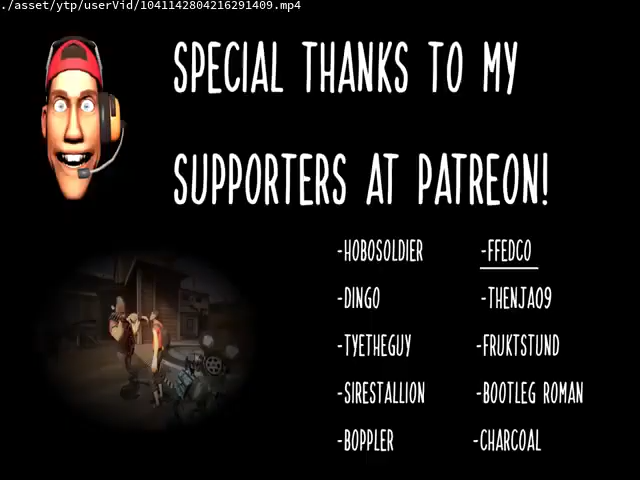 ./asset/ytp/userVid/1041142804216291409.mp4
SPECIAL THANKS TO MY
SUPPORTERS AT PATREON!
-HOBOSOLDIER
-FFEDCO
-DINGO
-THENJA09
-TYETHEGUY
-FRUKTSTUND
-SIRESTALLION
-BOOTLEG ROMAN
-BOPPLER
-CHARCOAL